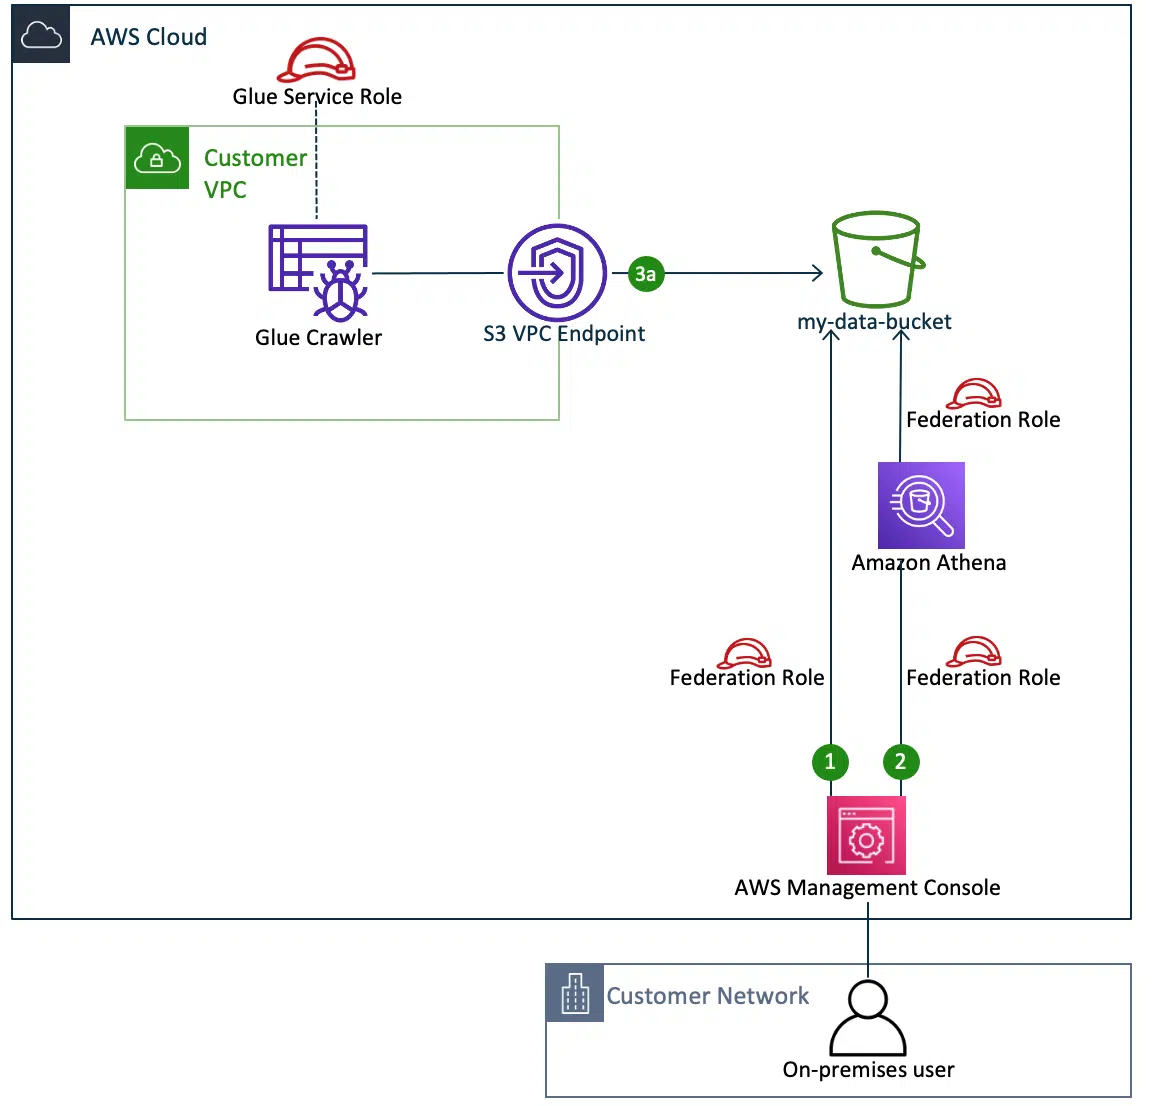 AWS Cloud
Glue Service Role
Customer
VPC
Glue Crawler
S3 VPC Endpoint
3a
my-data-bucket
Federation Role
Amazon Athena
Federation Role
Federation Role
1
2
AWS Management Console
Customer Network
On-premises user